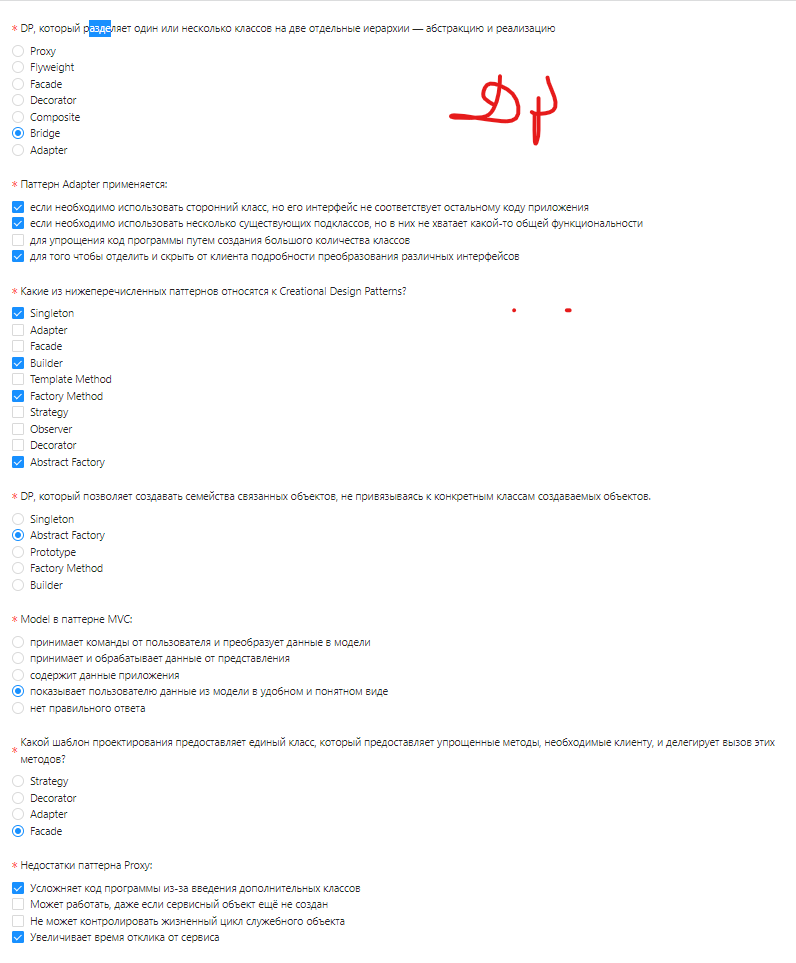 * DP, который разделяет один или несколько классов на две отдельные иерархии — абстракцию и реализацию
Proxy
Flyweight
Facade
Decorator
Composite
Bridge
Adapter
Dp
* Паттерн Adapter применяется:
если необходимо использовать сторонний класс, но его интерфейс не соответствует остальному коду приложения
если необходимо использовать несколько существующих подклассов, но в них не хватает какой-то общей функциональности
для упрощения код программы путем создания большого количества классов
для того чтобы отделить и скрыть от клиента подробности преобразования различных интерфейсов
* Какие из нижеперечисленных паттернов относятся к Creational Design Patterns?
Singleton
Adapter
Facade
Builder
Template Method
Factory Method
Strategy
Observer
Decorator
Abstract Factory
* DP, который позволяет создавать семейства связанных объектов, не привязываясь к конкретным классам создаваемых объектов.
Singleton
Abstract Factory
Prototype
Factory Method
Builder
* Model в паттерне MVC:
принимает команды от пользователя и преобразует данные в модели
принимает и обрабатывает данные от представления
содержит данные приложения
показывает пользователю данные из модели в удобном и понятном виде
нет правильного ответа
* Какой шаблон проектирования предоставляет единый класс, который предоставляет упрощенные методы, необходимые клиенту, и делегирует вызов этих
методов?
Strategy
Decorator
Adapter
Facade
* Недостатки паттерна Proxy:
Усложняет код программы из-за введения дополнительных классов
Может работать, даже если сервисный объект ещё не создан
Не может контролировать жизненный цикл служебного объекта
Увеличивает время отклика от сервиса